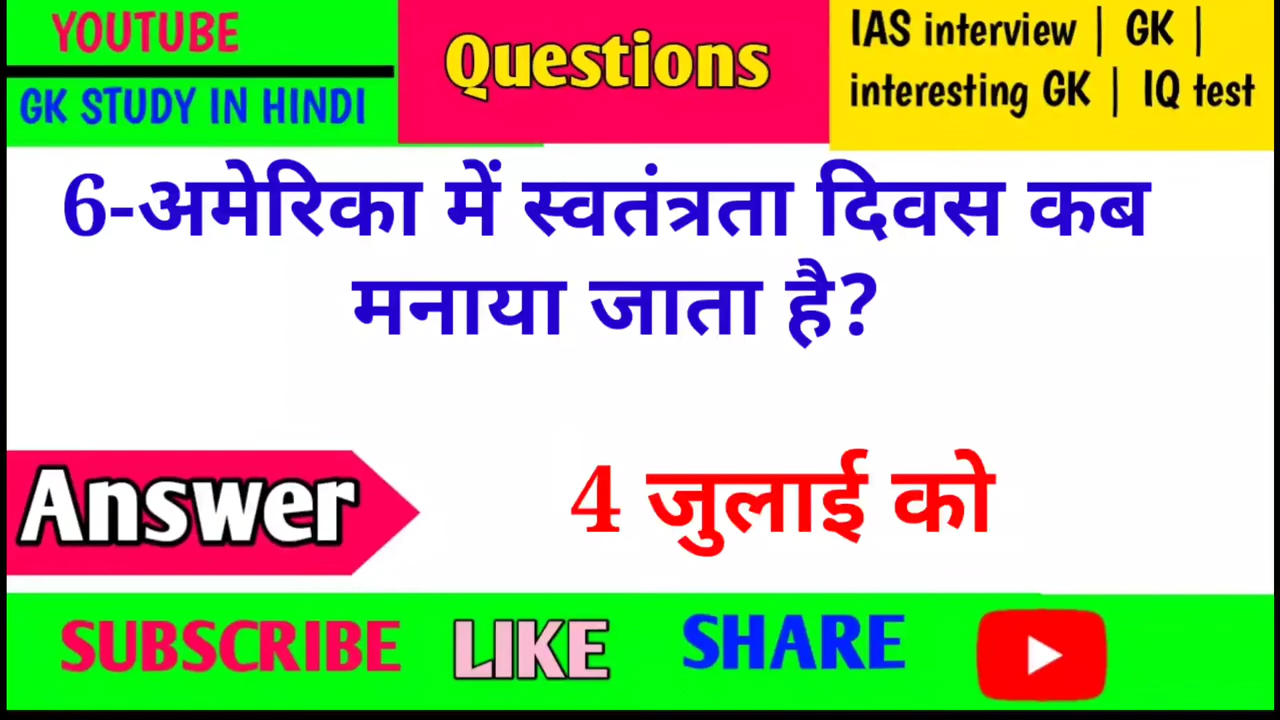 YOUTUBE
GK STUDY IN HINDI
Questions
IAS interview | GK |
interesting GK | IQ test
6-अमेरिका में स्वतंत्रता दिवस कब
मनाया जाता है?
Answer
4 जुलाई को
SUBSCRIBE LIKE SHARE